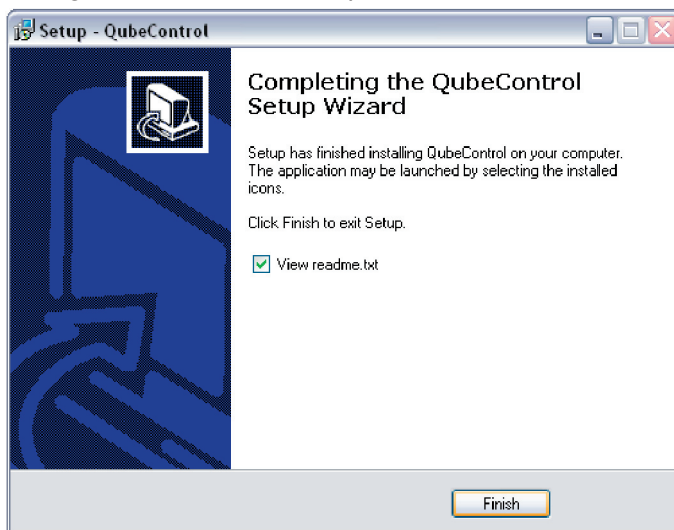 Setup - QubeControl
Completing the QubeControl
Setup Wizard
Setup has finished installing QubeControl on your computer.
The application may be launched by selecting the installed
icons.
Click Finish to exit Setup.
View readme.txt
Finish